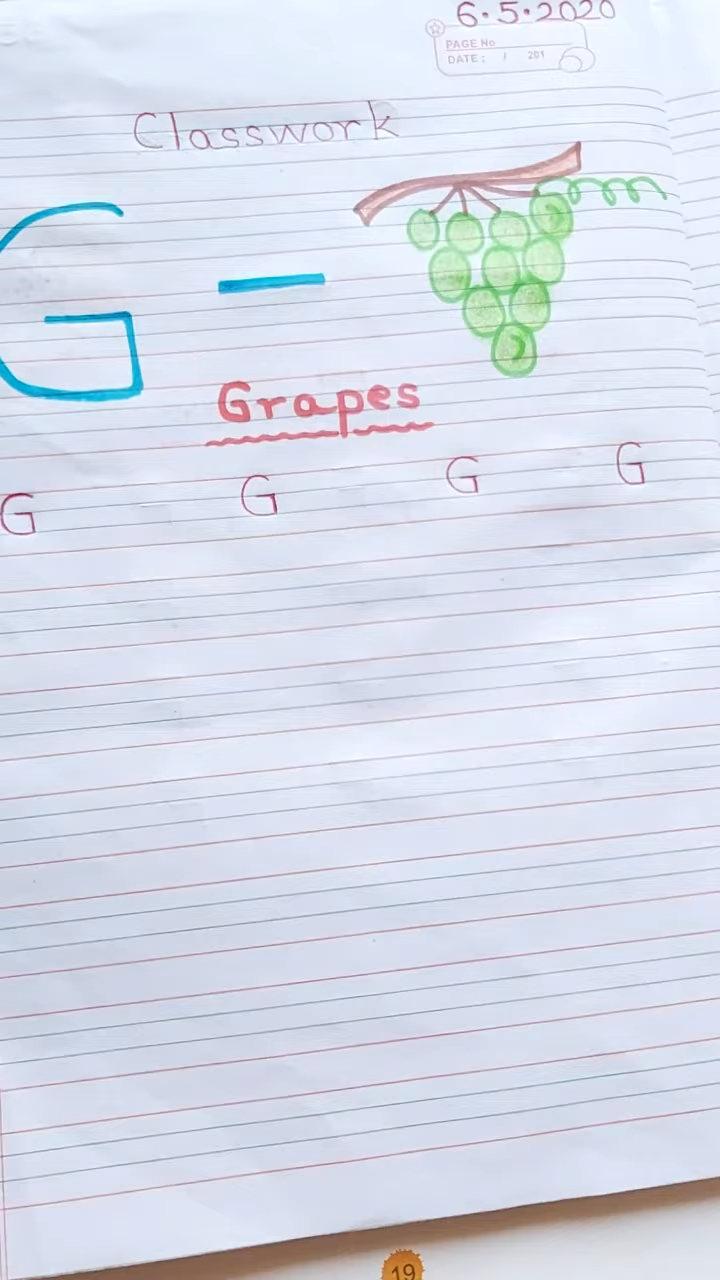 6.5.2020
PAGE No
DATE : / 201
Classwork
G –
Grapes
G G G G
19